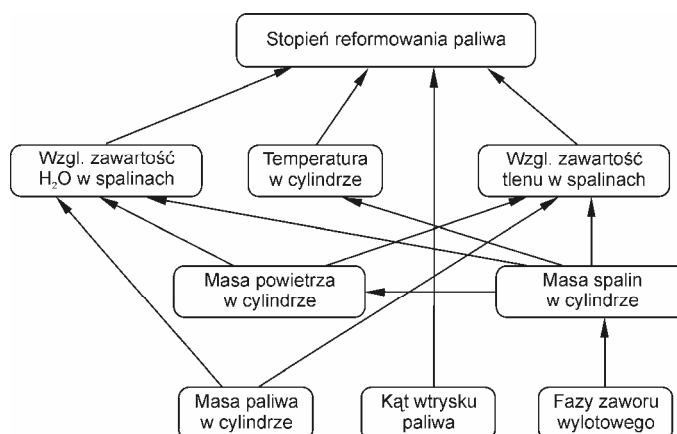 Stopień reformowania paliwa
Wzgl. zawartość
H₂O w spalinach
Temperatura
w cylindrze
Wzgl. zawartość
tlenu w spalinach
Masa powietrza
w cylindrze
Masa spalin
w cylindrze
Masa paliwa
w cylindrze
Kąt wtrysku
paliwa
Fazy zaworu
wylotowego